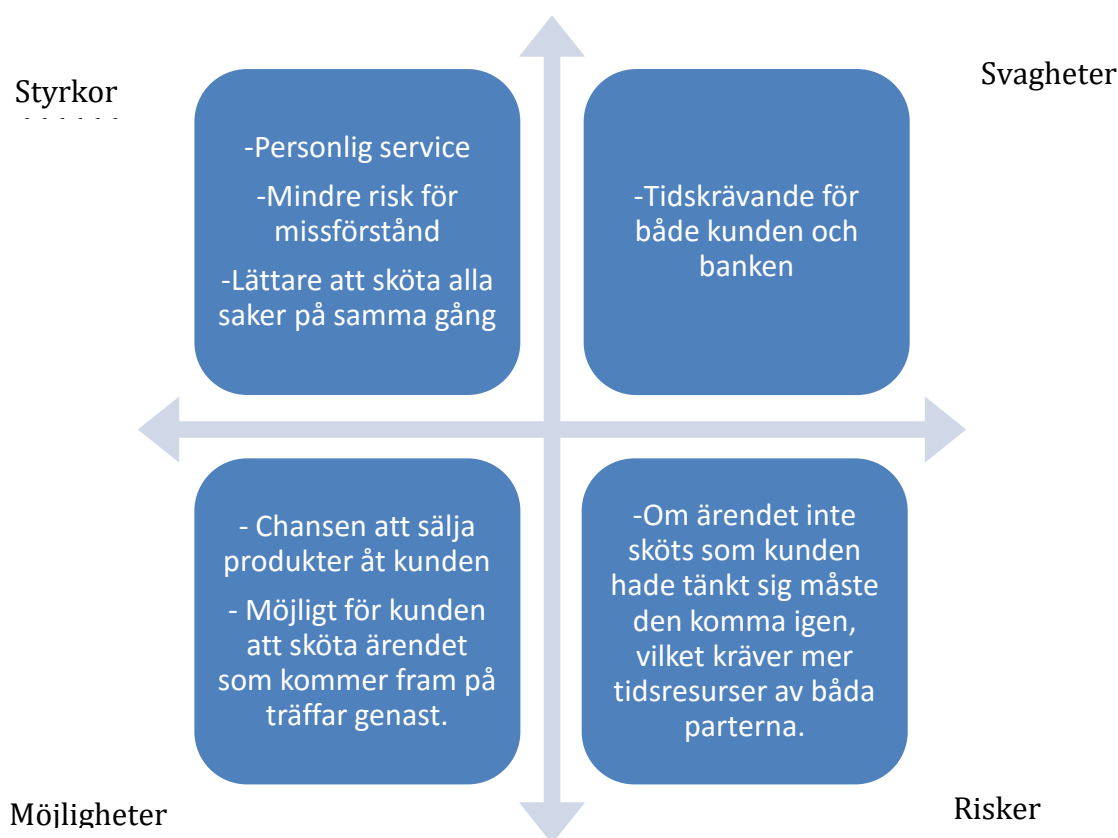 Styrkor
Svagheter
-Personlig service
-Mindre risk för
missförstånd
-Lättare att sköta alla
saker på samma gång
-Tidskrävande för
både kunden och
banken
- Chansen att sälja
produkter åt kunden
- Möjligt för kunden
att sköta ärendet
som kommer fram på
träffar genast.
-Om ärendet inte
sköts som kunden
hade tänkt sig måste
den komma igen,
vilket kräver mer
tidsresurser av båda
parterna.
Möjligheter
Risker